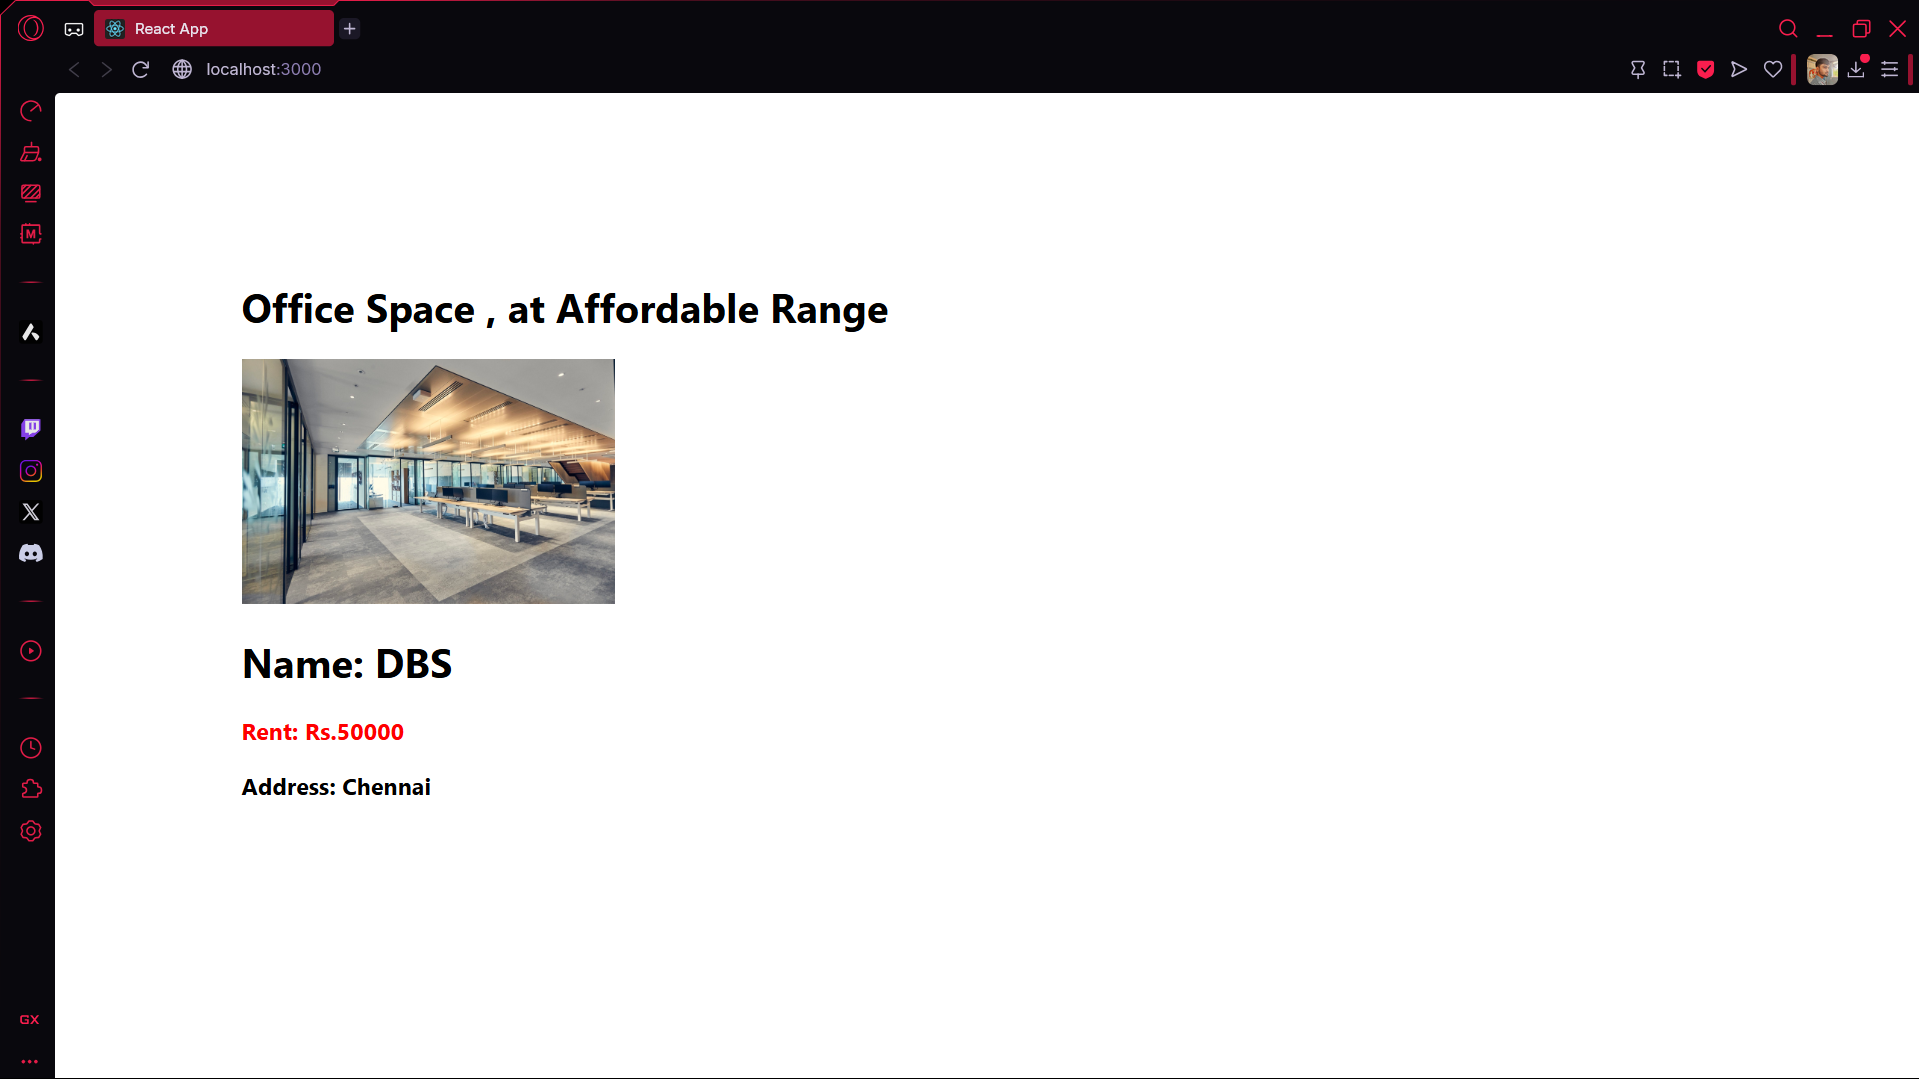 React App
localhost:3000
M
Office Space , at Affordable Range
Name: DBS
Rent: Rs.50000
Address: Chennai
GX